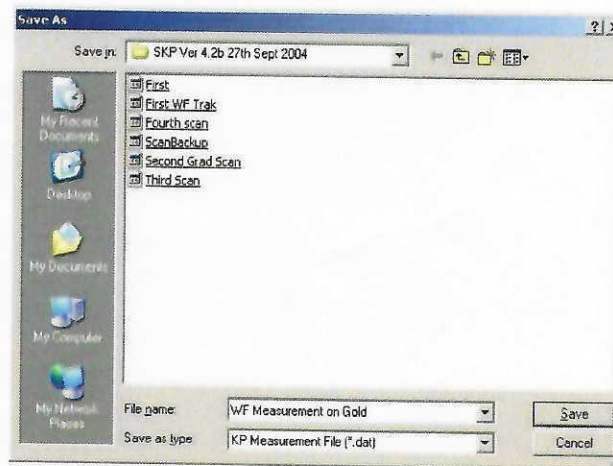 Save As
Save in: SKP Ver 4.2b 27th Sept 2004
My Recent
Documents
Desktop
My Documents
My Computer
My Network
Places
First
First WF Trak
Fourth scan
ScanBackup
Second Grad Scan
Third Scan
File name: WF Measurement on Gold Save
Save as type KP Measurement File (*.dat) Cancel